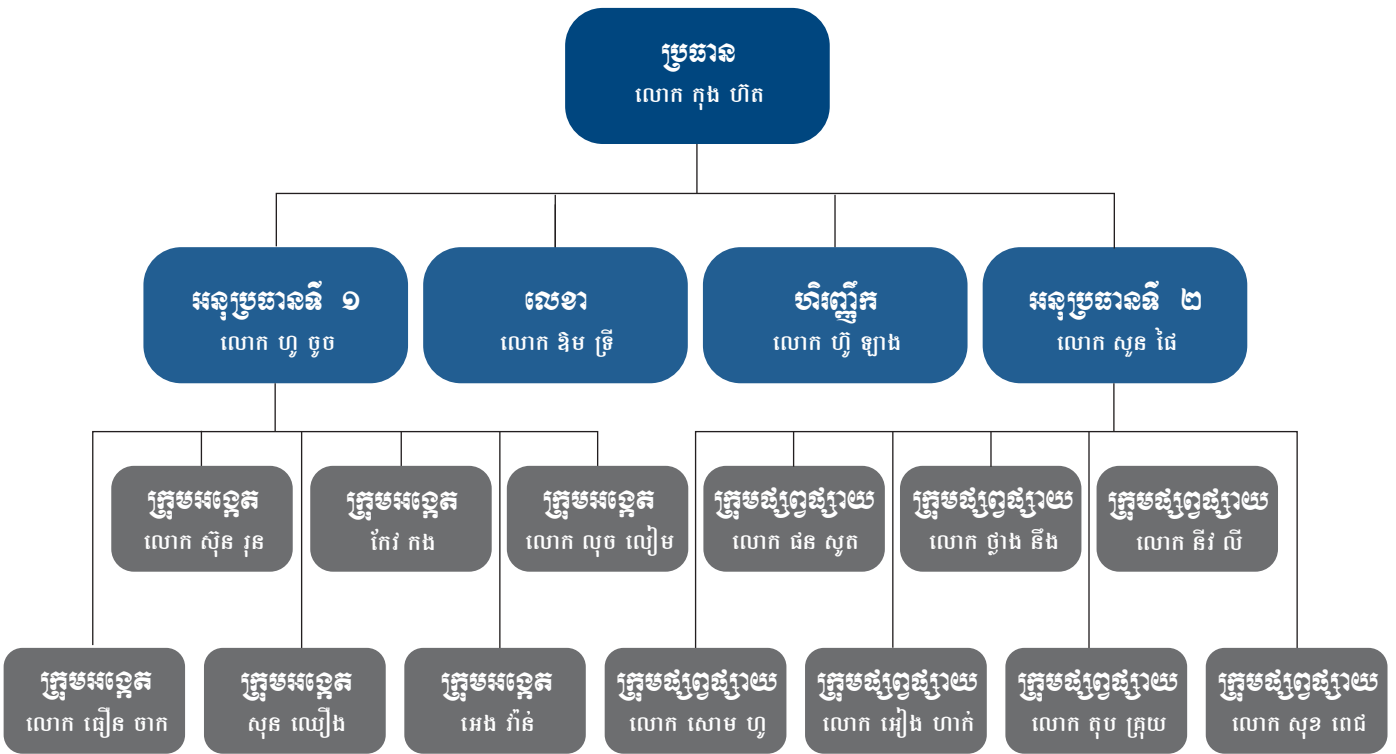 ប្រធាន
លោក កុង ហ៊ត
អនុប្រធានទី ១
លោក ហូ ចូច
លេខា
លោក ឱម ទ្រី
ហិរញ្ញឹក
លោក ហ៊ូ ឡាង
អនុប្រធានទី ២
លោក សួន ផៃ
ក្រុមអង្កេត
លោក ស៊ុន រុន
ក្រុមអង្កេត
កែវ កង
ក្រុមអង្កេត
លោក លុច លៀម
ក្រុមផ្សព្វផ្សាយ
លោក ផន សូត
ក្រុមផ្សព្វផ្សាយ
លោក ថ្លាង នឹង
ក្រុមផ្សព្វផ្សាយ
លោក នីវ លី
ក្រុមអង្កេត
លោក ធឿន ចាក
ក្រុមអង្កេត
សុន ឈឿង
ក្រុមអង្កេត
អេង វ៉ាន់
ក្រុមផ្សព្វផ្សាយ
លោក សោម ហូ
ក្រុមផ្សព្វផ្សាយ
លោក អៀង ហាក់
ក្រុមផ្សព្វផ្សាយ
លោក តុប គ្រុយ
ក្រុមផ្សព្វផ្សាយ
លោក សុខ ពេជ